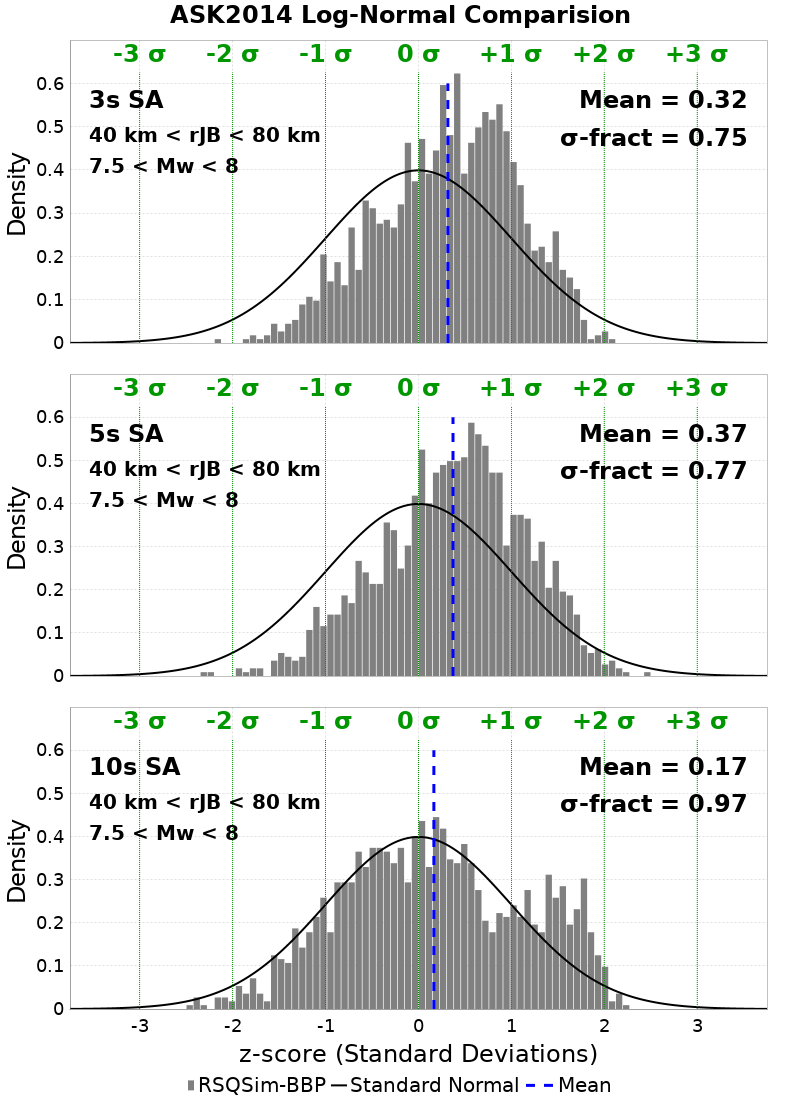 ASK2014 Log-Normal Comparision
-3 σ -2 σ -1 σ 0 σ +1 σ +2 σ +3 σ
3s SA
Mean = 0.32
40 km < rJB < 80 km
σ-fract = 0.75
7.5 < Mw < 8
0.6
0.5
0.4
0.3
0.2
0.1
0
Density
-3 σ -2 σ -1 σ 0 σ +1 σ +2 σ +3 σ
5s SA
Mean = 0.37
40 km < rJB < 80 km
σ-fract = 0.77
7.5 < Mw < 8
0.6
0.5
0.4
0.3
0.2
0.1
0
Density
-3 σ -2 σ -1 σ 0 σ +1 σ +2 σ +3 σ
10s SA
Mean = 0.17
40 km < rJB < 80 km
σ-fract = 0.97
7.5 < Mw < 8
0.6
0.5
0.4
0.3
0.2
0.1
0
Density
-3 -2 -1 0 1 2 3
z-score (Standard Deviations)
RSQSim-BBP Standard Normal Mean